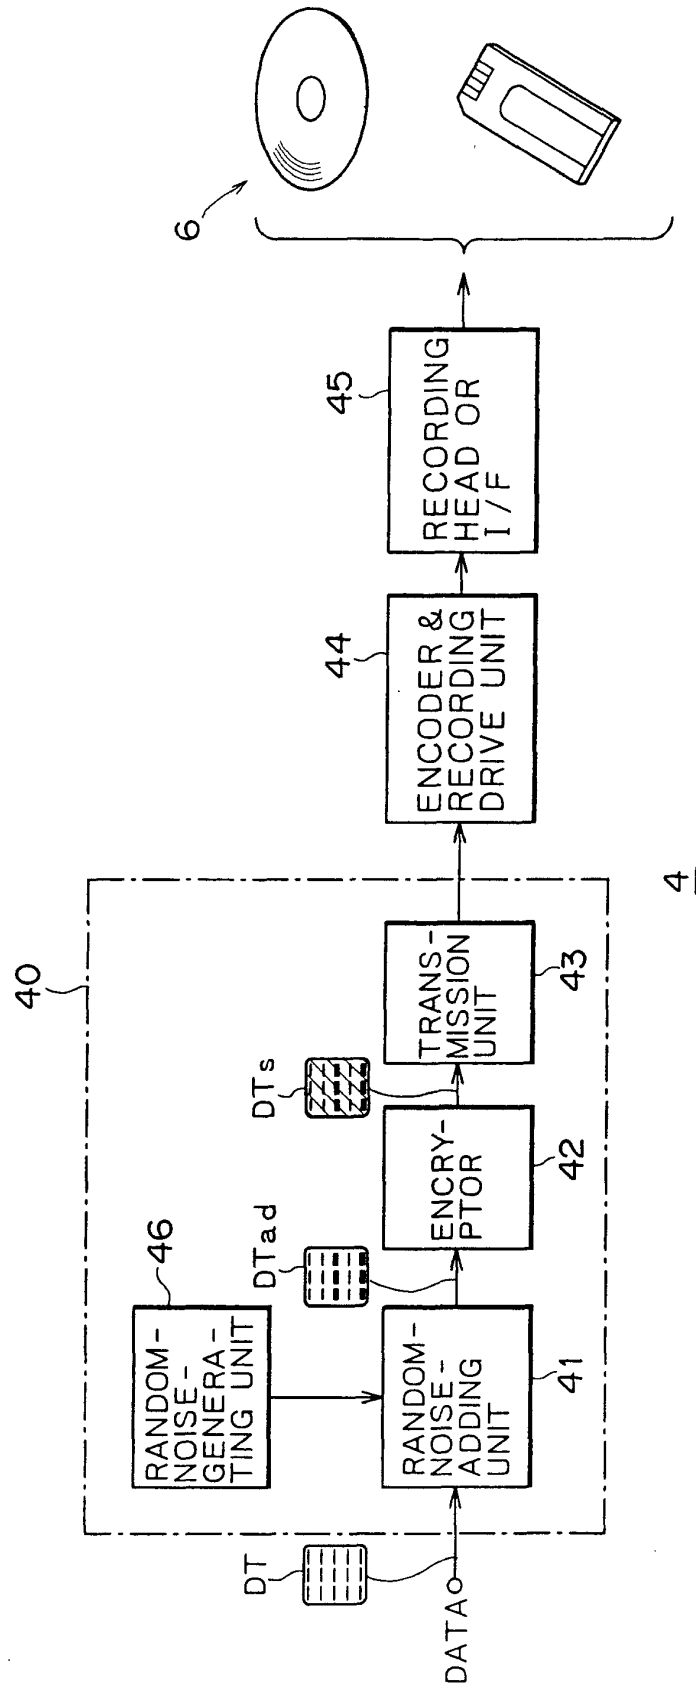 6
45
RECORDING
HEAD OR
I/F
44
ENCODER &
RECORDING
DRIVE UNIT
40
DTs
TRANS-
MISSION
UNIT
43
DTad
ENCRY-
PTOR
42
46
RANDOM-
NOISE-
GENERA-
TING UNIT
RANDOM-
NOISE-
ADDING
UNIT
41
DT
DATA
4